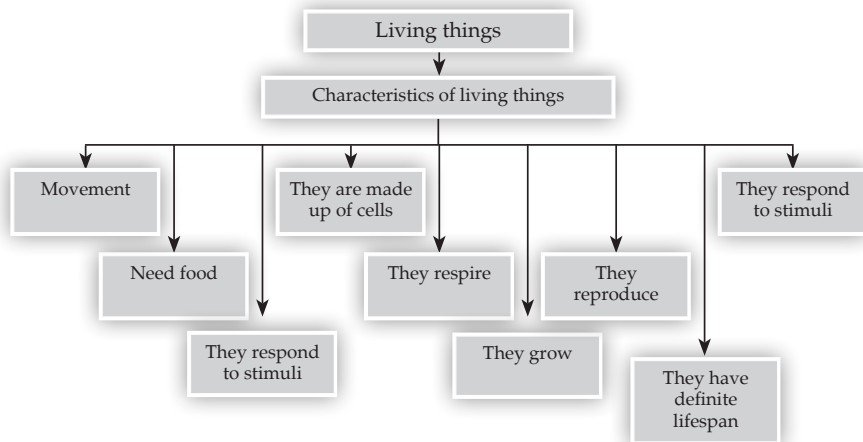 Living things
Characteristics of living things
Movement
They are made
up of cells
They respond
to stimuli
Need food
They respire
They
reproduce
They respond
to stimuli
They grow
They have
definite
lifespan